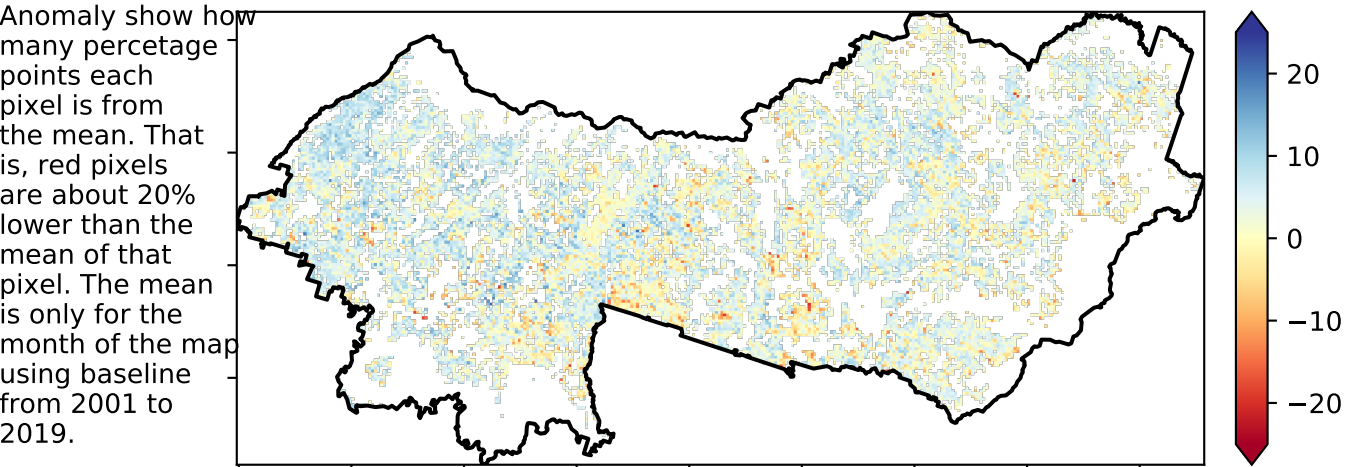 Anomaly show how
many percetage
points each
pixel is from
the mean. That
is, red pixels
are about 20%
lower than the
mean of that
pixel. The mean
is only for the
month of the map
using baseline
from 2001 to
2019.
20
10
0
−10
−20